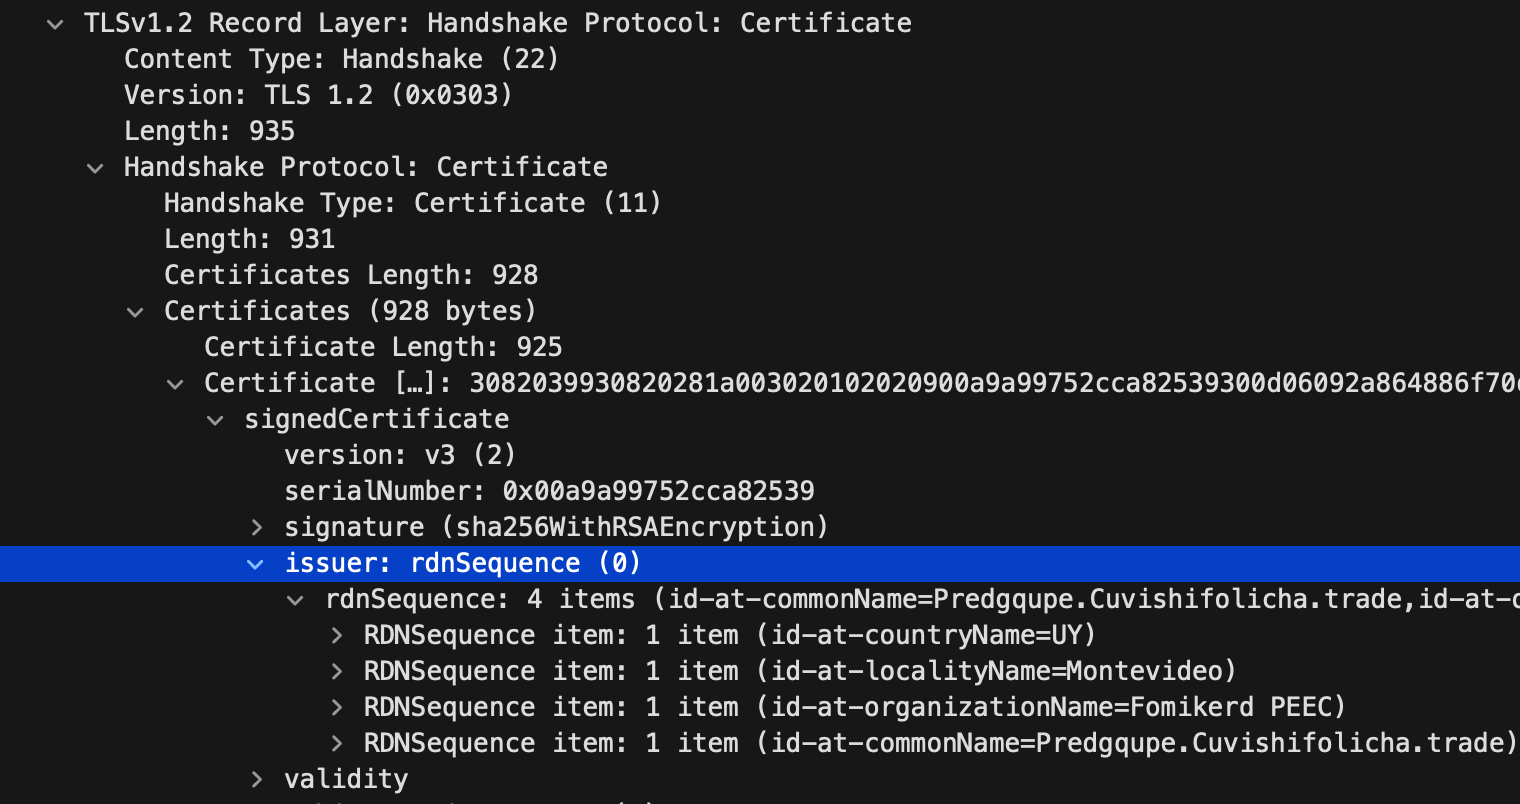 TLSv1.2 Record Layer: Handshake Protocol: Certificate
Content Type: Handshake (22)
Version: TLS 1.2 (0x0303)
Length: 935
Handshake Protocol: Certificate
Handshake Type: Certificate (11)
Length: 931
Certificates Length: 928
Certificates (928 bytes)
Certificate Length: 925
Certificate […]: 3082039930820281a003020102020900a9a99752cca82539300d06092a864886f70
signedCertificate
version: v3 (2)
serialNumber: 0x00a9a99752cca82539
signature (sha256WithRSAEncryption)
issuer: rdnSequence (0)
rdnSequence: 4 items (id-at-commonName=Predgqupe.Cuvishifolicha.trade,id-at-
RDNSequence item: 1 item (id-at-countryName=UY)
RDNSequence item: 1 item (id-at-localityName=Montevideo)
RDNSequence item: 1 item (id-at-organizationName=Fomikerd PEEC)
RDNSequence item: 1 item (id-at-commonName=Predgqupe.Cuvishifolicha.trade)
validity